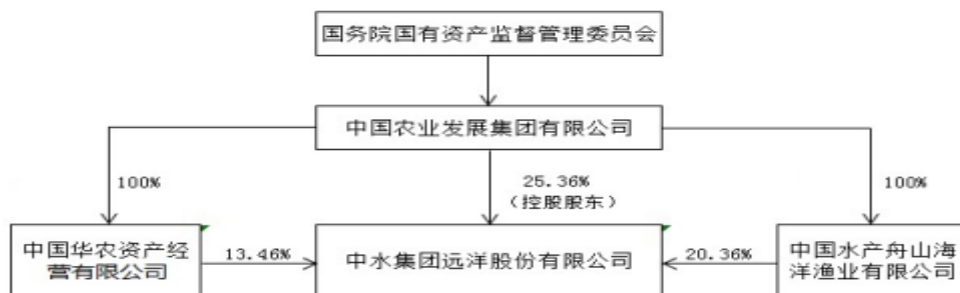 国务院国有资产监督管理委员会
中国农业发展集团有限公司
100%
25.36%
（控股股东）
100%
中国华农资产经
营有限公司
13.46%
中水集团远洋股份有限公司
20.36%
中国水产舟山海
洋渔业有限公司